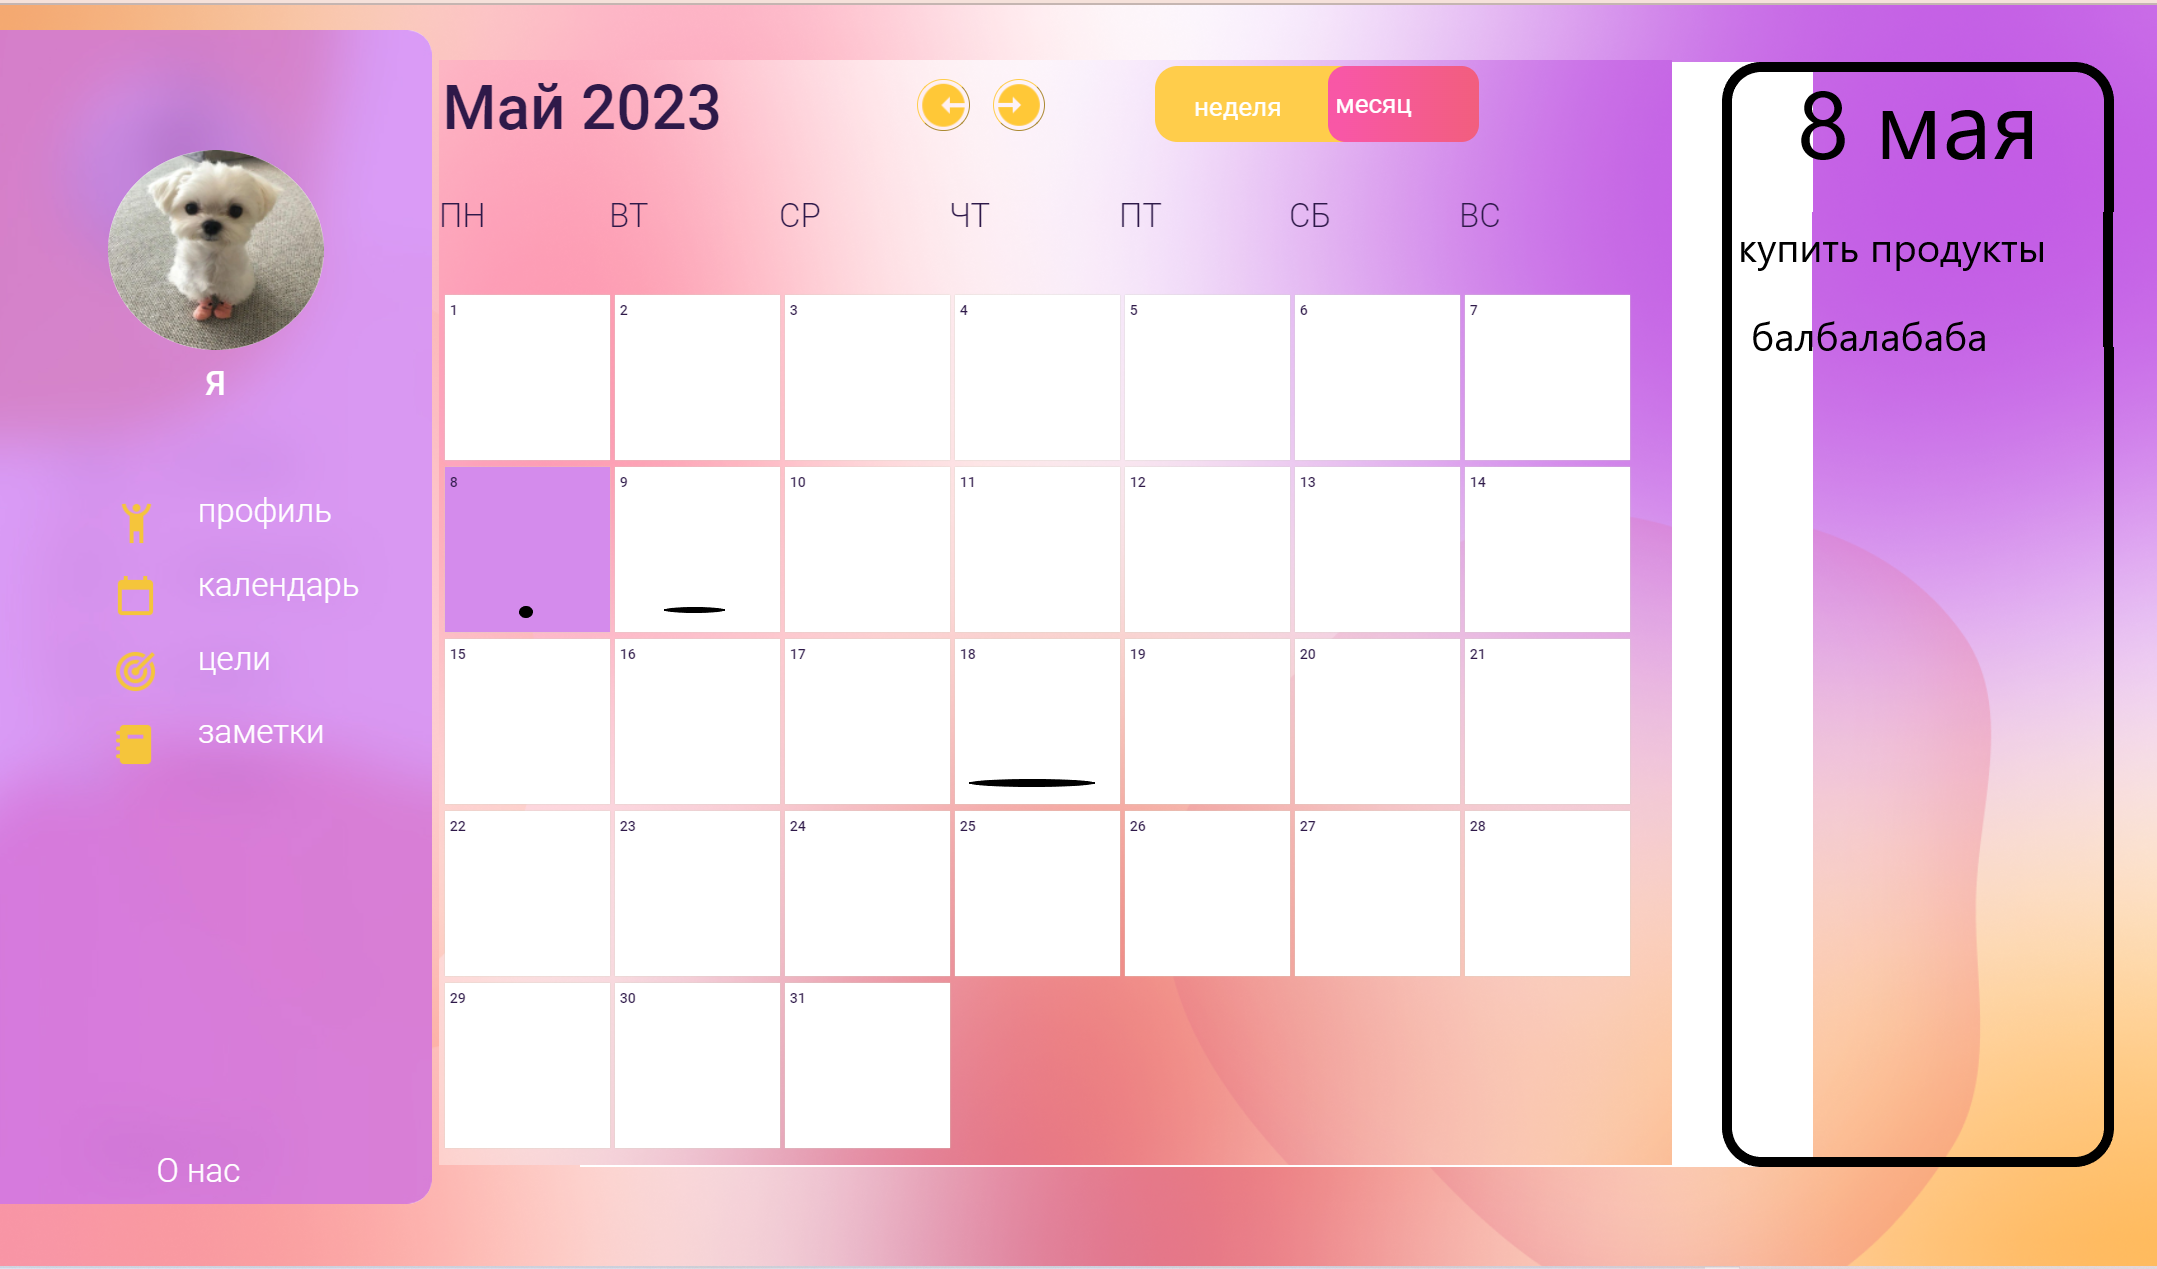 Я
профиль
календарь
цели
заметки
О нас
Май 2023
неделя
месяц
ПН ВТ СР ЧТ ПТ СБ ВС
1 2 3 4 5 6 7
8 9 10 11 12 13 14
15 16 17 18 19 20 21
22 23 24 25 26 27 28
29 30 31
8 мая
купить продукты
балбалабаба